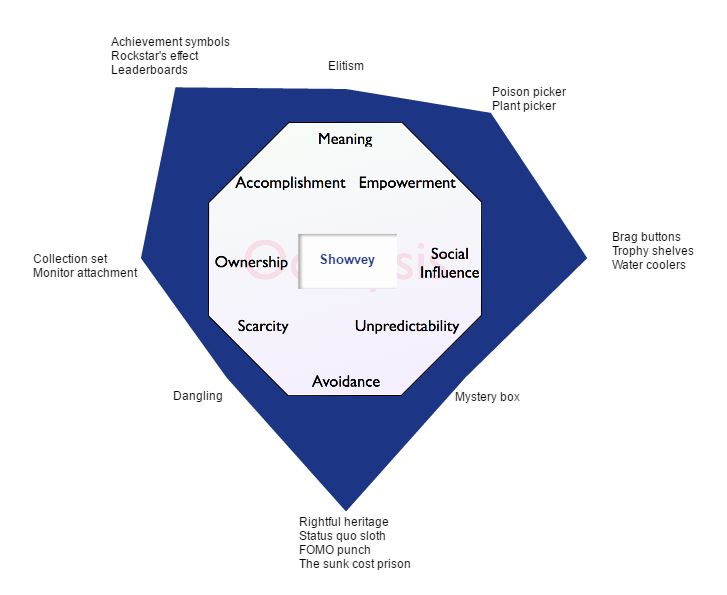 Achievement symbols
Rockstar's effect
Leaderboards
Elitism
Poison picker
Plant picker
Meaning
Accomplishment
Empowerment
Brag buttons
Trophy shelves
Water coolers
Collection set
Monitor attachment
Ownership
Showvey
Social
Influence
Scarcity
Unpredictability
Avoidance
Dangling
Mystery box
Rightful heritage
Status quo sloth
FOMO punch
The sunk cost prison